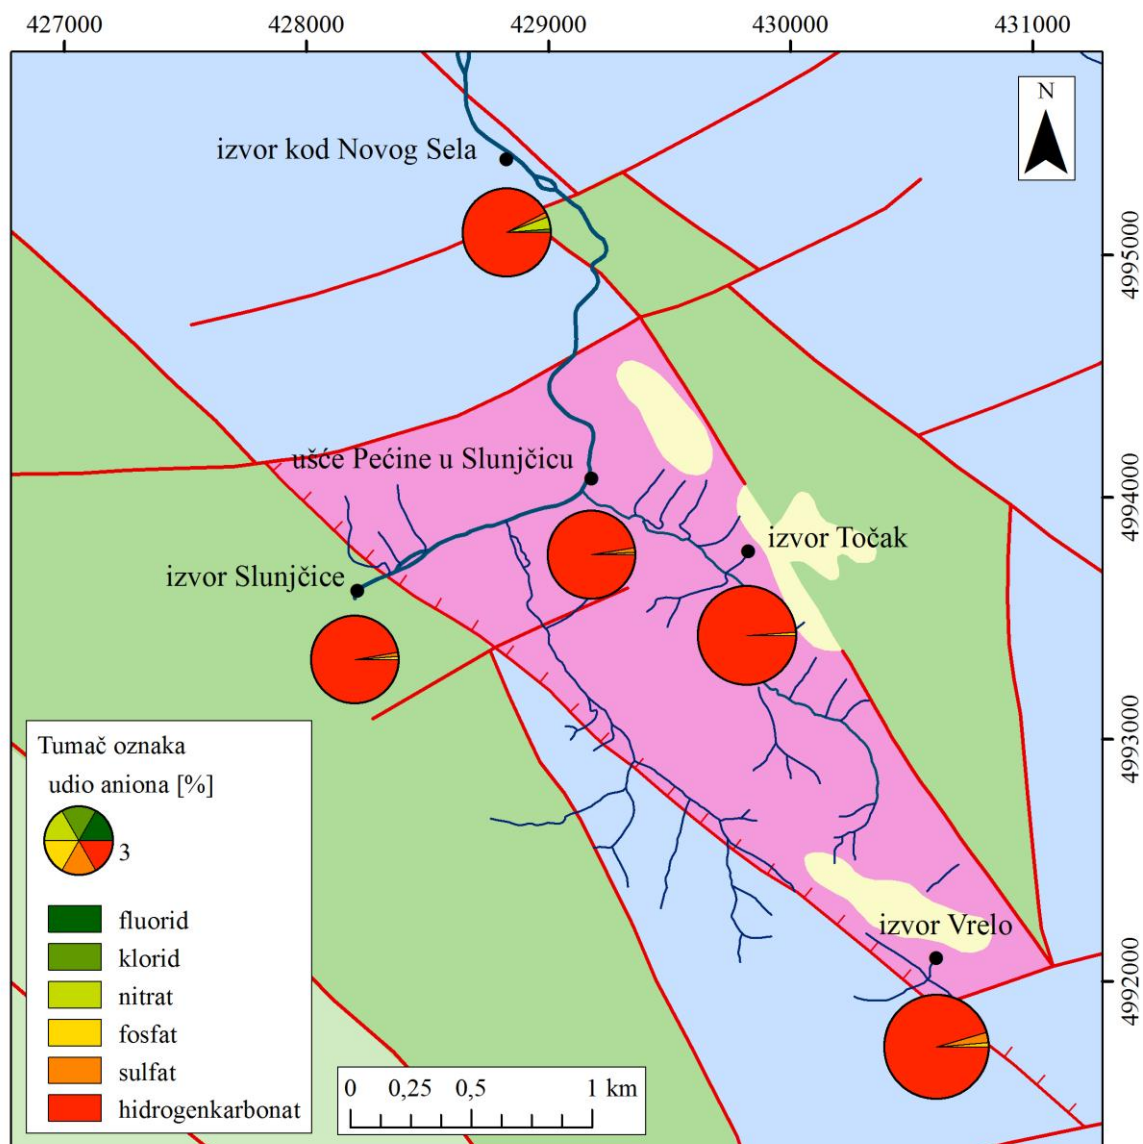 427000
428000
429000
430000
431000
N
izvor kod Novog Sela
4995000
ušće Pećine u Slunjčicu
4994000
izvor Točak
izvor Slunjčice
4993000
Tumač oznaka
udio aniona [%]
3
fluorid
klorid
nitrat
fosfat
sulfat
hidrogenkarbonat
izvor Vrelo
4992000
0 0,25 0,5 1 km